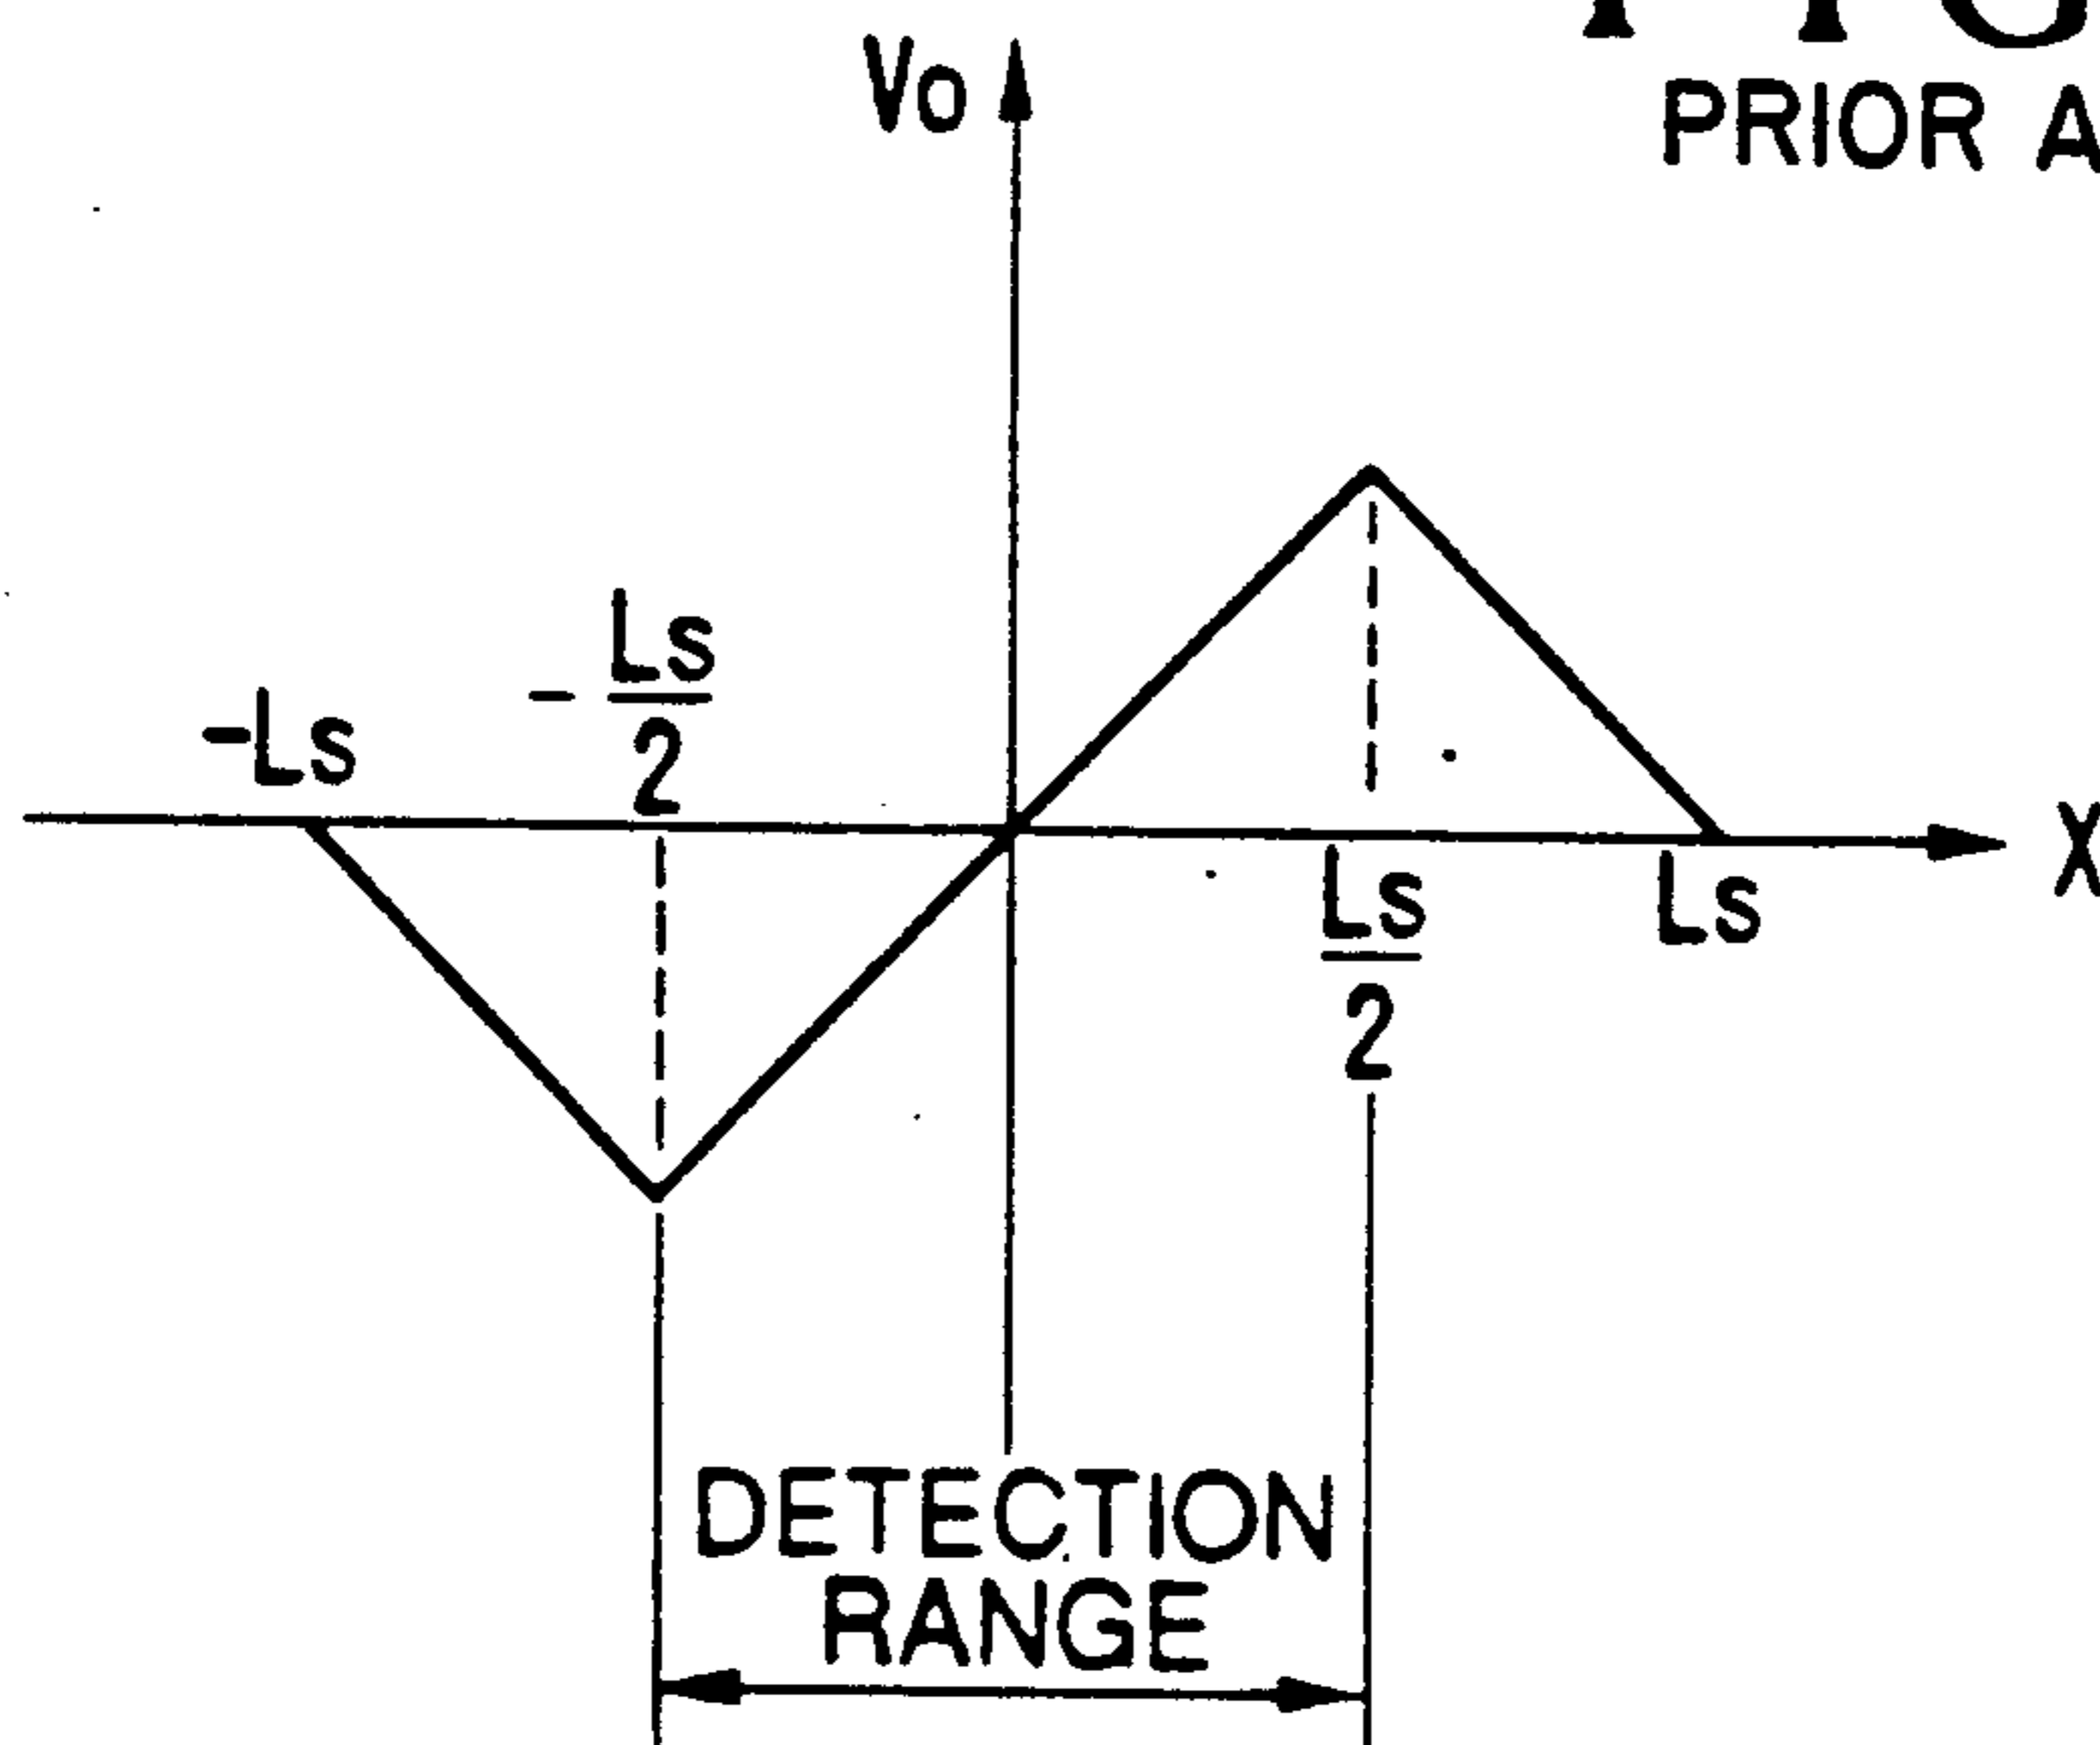 Vo
PRIOR A
-Ls
- Ls
2
Ls
2
Ls
X
DETECTION
RANGE